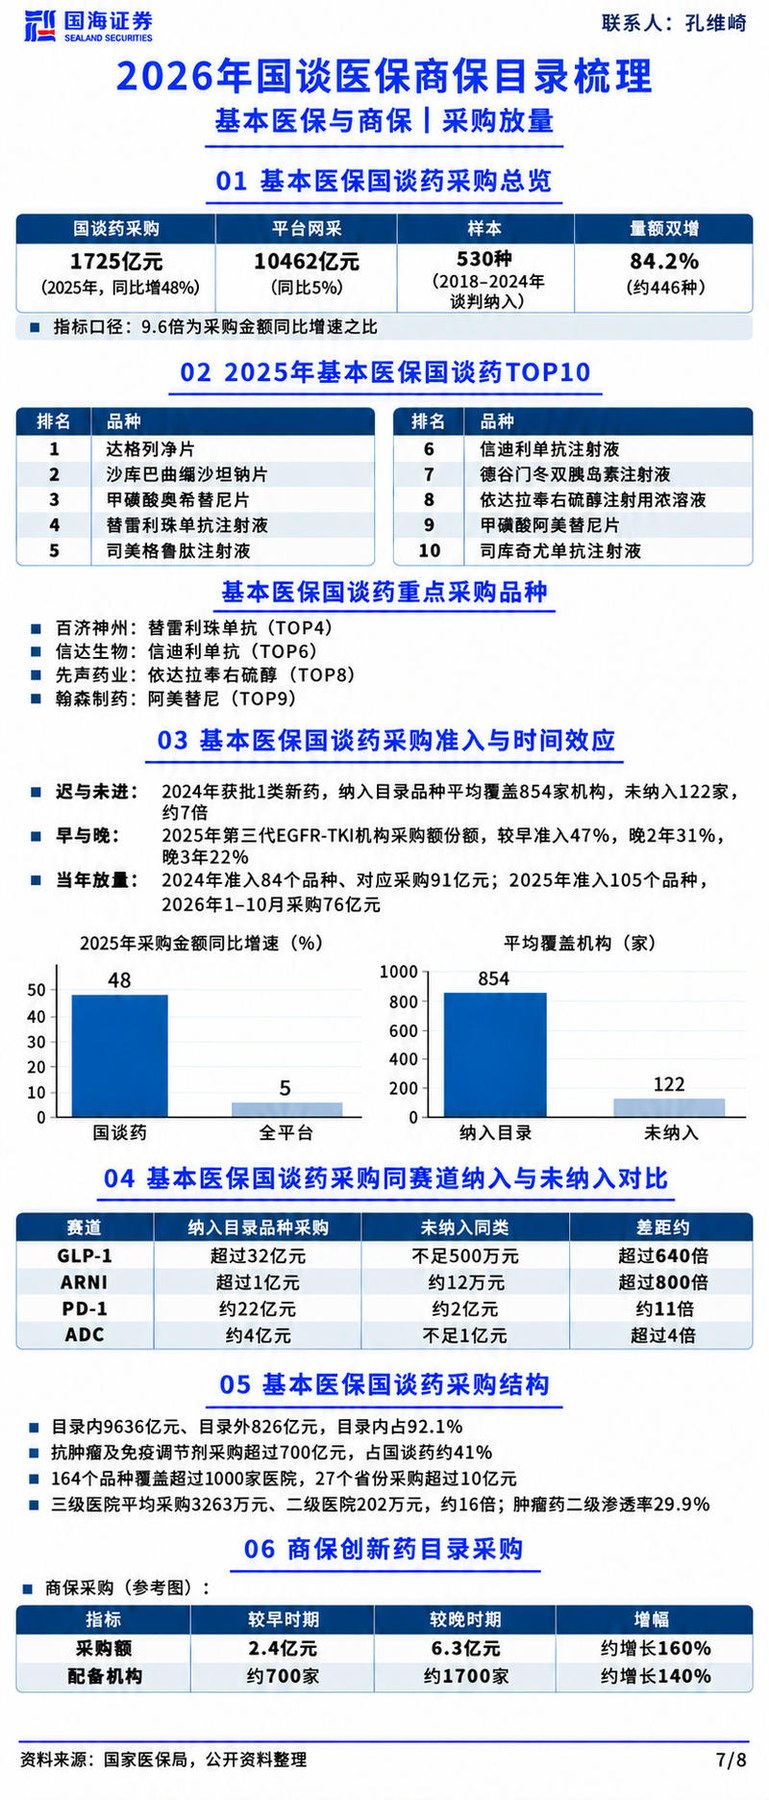 国海证券
SEALAND SECURITIES
联系人：孔维崎
2026年国谈医保商保目录梳理
基本医保与商保｜采购放量
01 基本医保国谈药采购总览
国谈药采购 平台网采 样本 量额双增
1725亿元 10462亿元 530种 84.2%
(2025年，同比增48%) (同比5%) (2018–2024年 (约446种)
谈判纳入)
■ 指标口径：9.6倍为采购金额同比增速之比
02 2025年基本医保国谈药TOP10
排名 品种 排名 品种
1 达格列净片 6 信迪利单抗注射液
2 沙库巴曲缬沙坦钠片 7 德谷门冬双胰岛素注射液
3 甲磺酸奥希替尼片 8 依达拉奉右硫醇注射用浓溶液
4 替雷利珠单抗注射液 9 甲磺酸阿美替尼片
5 司美格鲁肽注射液 10 司库奇尤单抗注射液
基本医保国谈药重点采购品种
■ 百济神州：替雷利珠单抗（TOP4）
■ 信达生物：信迪利单抗（TOP6）
■ 先声药业：依达拉奉右硫醇（TOP8）
■ 翰森制药：阿美替尼（TOP9）
03 基本医保国谈药采购准入与时间效应
■ 迟与未进： 2024年获批1类新药，纳入目录品种平均覆盖854家机构，未纳入122家，
约7倍
■ 早与晚： 2025年第三代EGFR-TKI机构采购额份额，较早准入47%，晚2年31%，
晚3年22%
■ 当年放量： 2024年准入84个品种、对应采购91亿元；2025年准入105个品种，
2026年1–10月采购76亿元
2025年采购金额同比增速（%）
50
40
30
20
10
0
48
5
国谈药 全平台
平均覆盖机构（家）
1000
800
600
400
200
0
854
122
纳入目录 未纳入
04 基本医保国谈药采购同赛道纳入与未纳入对比
赛道 纳入目录品种采购 未纳入同类 差距约
GLP-1 超过32亿元 不足500万元 超过640倍
ARNI 超过1亿元 约12万元 超过800倍
PD-1 约22亿元 约2亿元 约11倍
ADC 约4亿元 不足1亿元 超过4倍
05 基本医保国谈药采购结构
■ 目录内9636亿元、目录外826亿元，目录内占92.1%
■ 抗肿瘤及免疫调节剂采购超过700亿元，占国谈药约41%
■ 164个品种覆盖超过1000家医院，27个省份采购超过10亿元
■ 三级医院平均采购3263万元、二级医院202万元，约16倍；肿瘤药二级渗透率29.9%
06 商保创新药目录采购
■ 商保采购（参考图）：
指标 较早时期 较晚时期 增幅
采购额 2.4亿元 6.3亿元 约增长160%
配备机构 约700家 约1700家 约增长140%
资料来源：国家医保局，公开资料整理
7/8